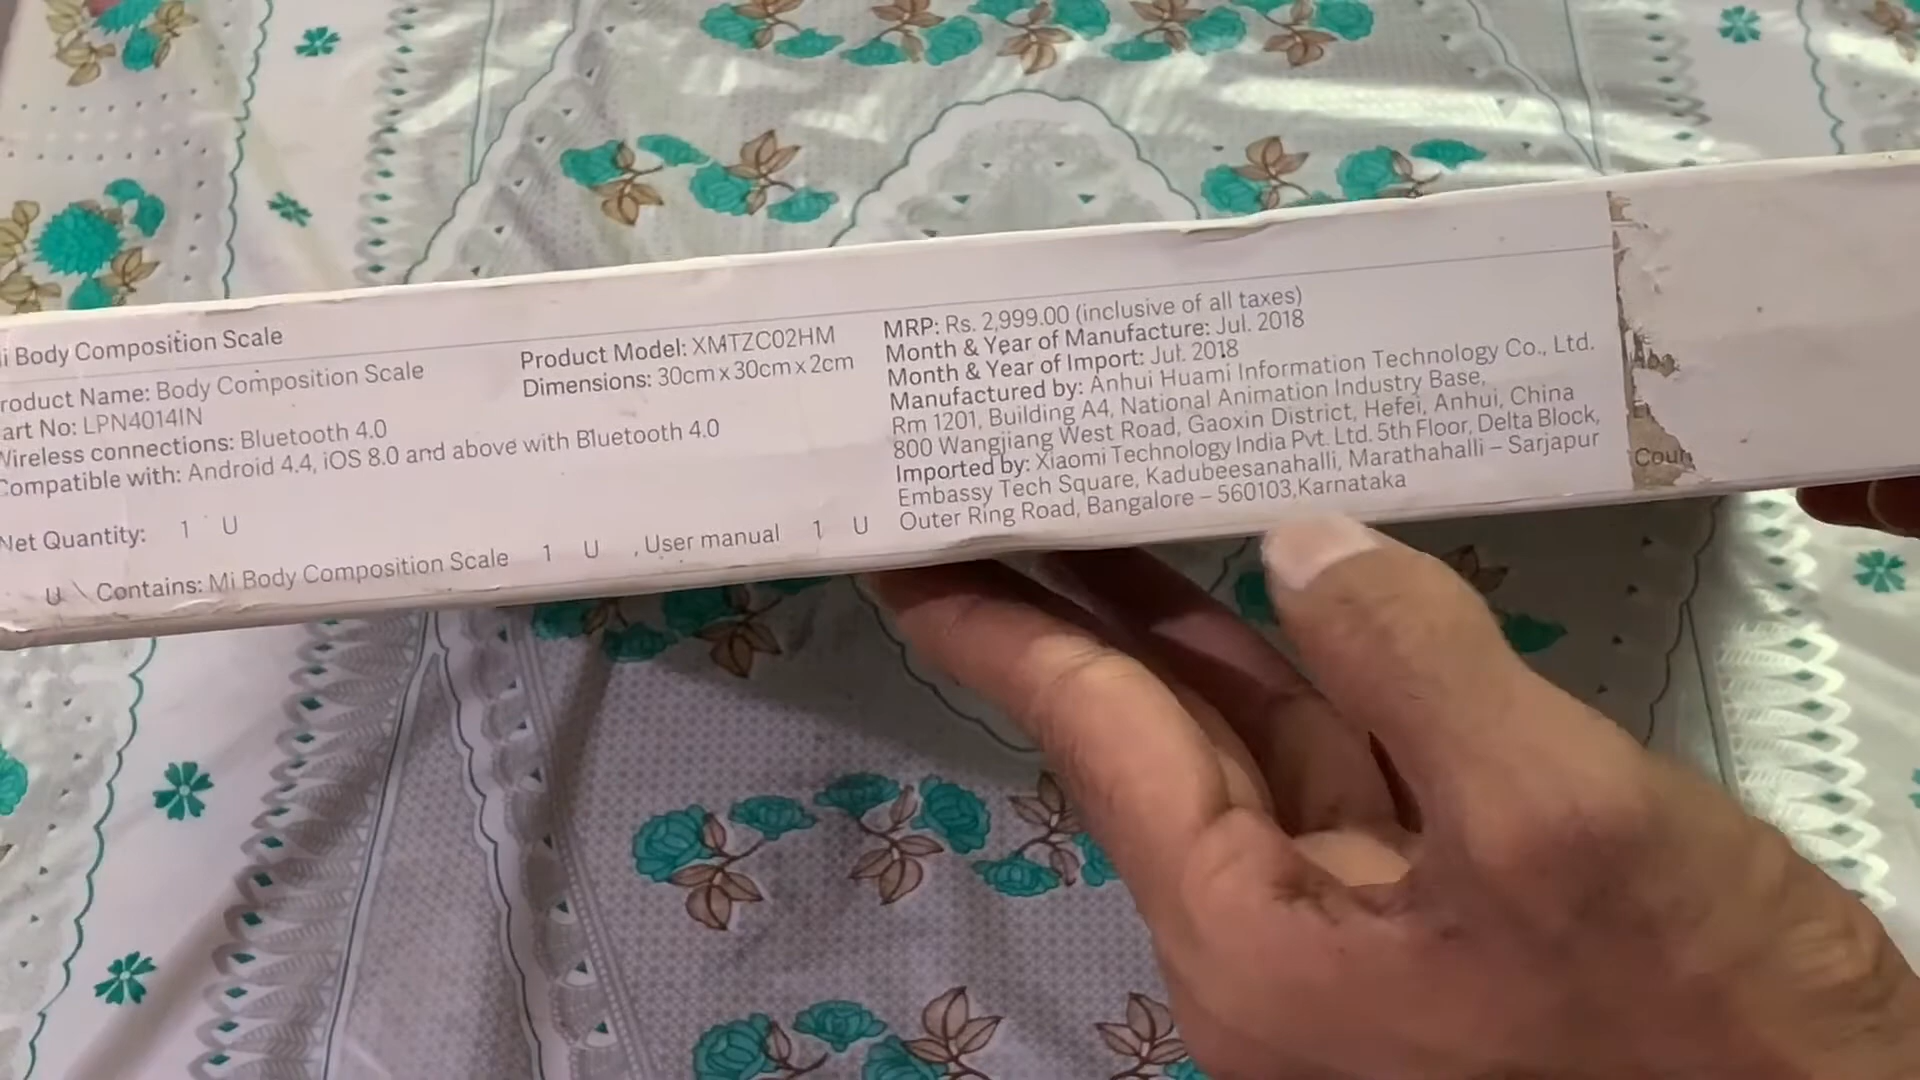 i Body Composition Scale
roduct Name: Body Composition Scale
art No: LPN4014IN
Wireless connections: Bluetooth 4.0
Compatible with: Android 4.4, iOS 8.0 and above with Bluetooth 4.0
Net Quantity: 1 U
U \ Contains: Mi Body Composition Scale 1 U , User manual 1 U
Product Model: XMTZC02HM
Dimensions: 30cm x 30cm x 2cm
MRP: Rs. 2,999.00 (inclusive of all taxes)
Month & Year of Manufacture: Jul. 2018
Month & Year of Import: Jul. 2018
Manufactured by: Anhui Huami Information Technology Co., Ltd.
Rm 1201, Building A4, National Animation Industry Base,
800 Wangjiang West Road, Gaoxin District, Hefei, Anhui, China
Imported by: Xiaomi Technology India Pvt. Ltd. 5th Floor, Delta Block,
Embassy Tech Square, Kadubeesanahalli, Marathahalli – Sarjapur
Outer Ring Road, Bangalore – 560103,Karnataka
Coun